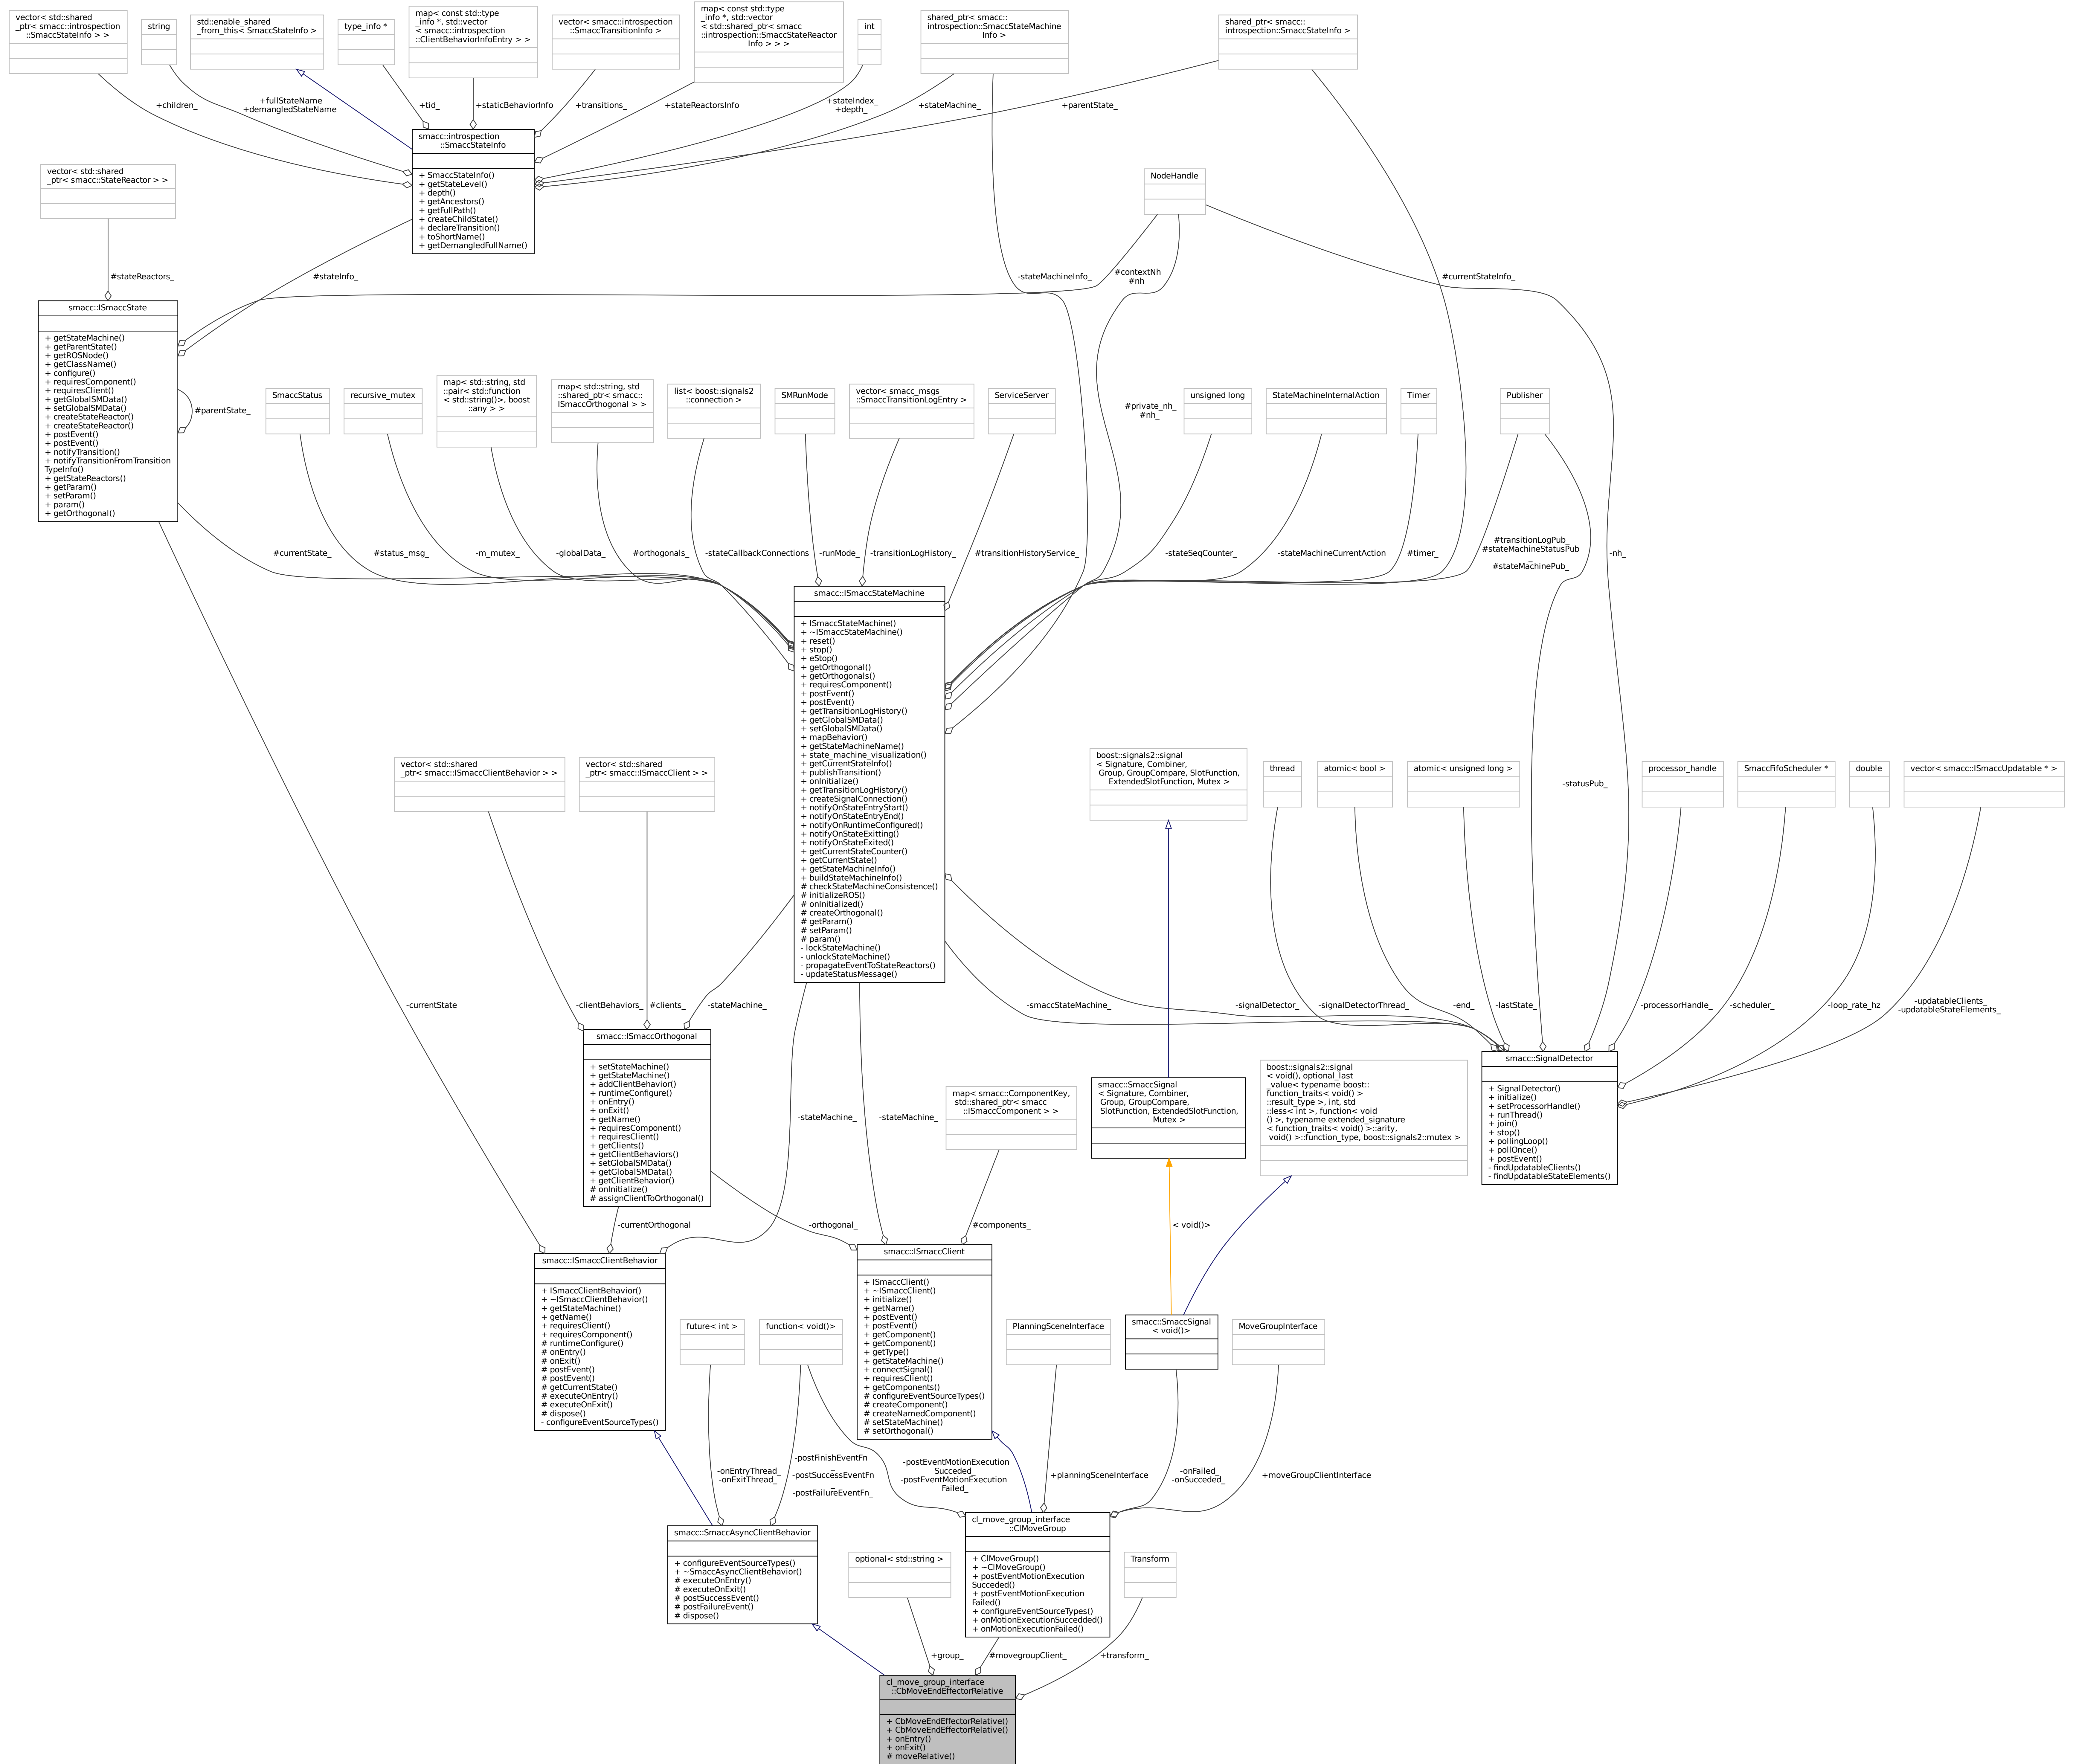 vector< std::shared
_ptr< smacc::introspection
::SmaccStateInfo > >
string
std::enable_shared
_from_this< SmaccStateInfo >
type_info *
map< const std::type
_info *, std::vector
< smacc::introspection
::ClientBehaviorInfoEntry > >
vector< smacc::introspection
::SmaccTransitionInfo >
map< const std::type
_info *, std::vector
< std::shared_ptr< smacc
::introspection::SmaccStateReactor
Info > > >
int
shared_ptr< smacc::
introspection::SmaccStateMachine
Info >
shared_ptr< smacc::
introspection::SmaccStateInfo >
+children_
+fullStateName
+demangledStateName
+tid_
+staticBehaviorInfo
+transitions_
+stateReactorsInfo
+stateIndex_
+depth_
+stateMachine_
+parentState_
smacc::introspection
::SmaccStateInfo
+ SmaccStateInfo()
+ getStateLevel()
+ depth()
+ getAncestors()
+ getFullPath()
+ createChildState()
+ declareTransition()
+ toShortName()
+ getDemangledFullName()
vector< std::shared
_ptr< smacc::StateReactor > >
NodeHandle
#stateReactors_
#stateInfo_
-stateMachineInfo_
#contextNh
#nh
#currentStateInfo_
smacc::ISmaccState
+ getStateMachine()
+ getParentState()
+ getROSNode()
+ getClassName()
+ configure()
+ requiresComponent()
+ requiresClient()
+ getGlobalSMData()
+ setGlobalSMData()
+ createStateReactor()
+ createStateReactor()
+ postEvent()
+ postEvent()
+ notifyTransition()
+ notifyTransitionFromTransition
TypeInfo()
+ getStateReactors()
+ getParam()
+ setParam()
+ param()
+ getOrthogonal()
#parentState_
SmaccStatus
recursive_mutex
map< std::string, std
::pair< std::function
< std::string()>, boost
::any > >
map< std::string, std
::shared_ptr< smacc::
ISmaccOrthogonal > >
list< boost::signals2
::connection >
SMRunMode
vector< smacc_msgs
::SmaccTransitionLogEntry >
ServiceServer
#private_nh_
#nh_
unsigned long
StateMachineInternalAction
Timer
Publisher
#currentState_
#status_msg_
-m_mutex_
-globalData_
#orthogonals_
-stateCallbackConnections
-runMode_
-transitionLogHistory_
#transitionHistoryService_
-stateSeqCounter_
-stateMachineCurrentAction
#timer_
#transitionLogPub_
#stateMachineStatusPub
_
#stateMachinePub_
-nh_
smacc::ISmaccStateMachine
+ ISmaccStateMachine()
+ ~ISmaccStateMachine()
+ reset()
+ stop()
+ eStop()
+ getOrthogonal()
+ getOrthogonals()
+ requiresComponent()
+ postEvent()
+ postEvent()
+ getTransitionLogHistory()
+ getGlobalSMData()
+ setGlobalSMData()
+ mapBehavior()
+ getStateMachineName()
+ state_machine_visualization()
+ getCurrentStateInfo()
+ publishTransition()
+ onInitialize()
+ getTransitionLogHistory()
+ createSignalConnection()
+ notifyOnStateEntryStart()
+ notifyOnStateEntryEnd()
+ notifyOnRuntimeConfigured()
+ notifyOnStateExitting()
+ notifyOnStateExited()
+ getCurrentStateCounter()
+ getCurrentState()
+ getStateMachineInfo()
+ buildStateMachineInfo()
# checkStateMachineConsistence()
# initializeROS()
# onInitialized()
# createOrthogonal()
# getParam()
# setParam()
# param()
- lockStateMachine()
- unlockStateMachine()
- propagateEventToStateReactors()
- updateStatusMessage()
vector< std::shared
_ptr< smacc::ISmaccClientBehavior > >
vector< std::shared
_ptr< smacc::ISmaccClient > >
boost::signals2::signal
< Signature, Combiner,
Group, GroupCompare, SlotFunction,
ExtendedSlotFunction, Mutex >
thread
atomic< bool >
atomic< unsigned long >
-statusPub_
processor_handle
SmaccFifoScheduler *
double
vector< smacc::ISmaccUpdatable * >
-currentState
-clientBehaviors_
#clients_
-stateMachine_
-smaccStateMachine_
-signalDetector_
-signalDetectorThread_
-end_
-lastState_
-processorHandle_
-scheduler_
-loop_rate_hz
-updatableClients_
-updatableStateElements_
smacc::ISmaccOrthogonal
+ setStateMachine()
+ getStateMachine()
+ addClientBehavior()
+ runtimeConfigure()
+ onEntry()
+ onExit()
+ getName()
+ requiresComponent()
+ requiresClient()
+ getClients()
+ getClientBehaviors()
+ setGlobalSMData()
+ getGlobalSMData()
+ getClientBehavior()
# onInitialize()
# assignClientToOrthogonal()
-stateMachine_
-stateMachine_
map< smacc::ComponentKey,
std::shared_ptr< smacc
::ISmaccComponent > >
smacc::SmaccSignal
< Signature, Combiner,
Group, GroupCompare,
SlotFunction, ExtendedSlotFunction,
Mutex >
boost::signals2::signal
< void(), optional_last
_value< typename boost::
function_traits< void() >
::result_type >, int, std
::less< int >, function< void
() >, typename extended_signature
< function_traits< void() >::arity,
void() >::function_type, boost::signals2::mutex >
smacc::SignalDetector
+ SignalDetector()
+ initialize()
+ setProcessorHandle()
+ runThread()
+ join()
+ stop()
+ pollingLoop()
+ pollOnce()
+ postEvent()
- findUpdatableClients()
- findUpdatableStateElements()
-currentOrthogonal
-orthogonal_
#components_
< void()>
smacc::ISmaccClientBehavior
+ ISmaccClientBehavior()
+ ~ISmaccClientBehavior()
+ getStateMachine()
+ getName()
+ requiresClient()
+ requiresComponent()
# runtimeConfigure()
# onEntry()
# onExit()
# postEvent()
# postEvent()
# getCurrentState()
# executeOnEntry()
# executeOnExit()
# dispose()
- configureEventSourceTypes()
smacc::ISmaccClient
+ ISmaccClient()
+ ~ISmaccClient()
+ initialize()
+ getName()
+ postEvent()
+ postEvent()
+ getComponent()
+ getComponent()
+ getType()
+ getStateMachine()
+ connectSignal()
+ requiresClient()
+ getComponents()
# configureEventSourceTypes()
# createComponent()
# createNamedComponent()
# setStateMachine()
# setOrthogonal()
future< int >
function< void()>
PlanningSceneInterface
smacc::SmaccSignal
< void()>
MoveGroupInterface
-onEntryThread_
-onExitThread_
-postFinishEventFn
_
-postSuccessEventFn
_
-postFailureEventFn_
-postEventMotionExecution
Succeded_
-postEventMotionExecution
Failed_
+planningSceneInterface
-onFailed_
-onSucceded_
+moveGroupClientInterface
smacc::SmaccAsyncClientBehavior
+ configureEventSourceTypes()
+ ~SmaccAsyncClientBehavior()
# executeOnEntry()
# executeOnExit()
# postSuccessEvent()
# postFailureEvent()
# dispose()
cl_move_group_interface
::ClMoveGroup
+ ClMoveGroup()
+ ~ClMoveGroup()
+ postEventMotionExecution
Succeded()
+ postEventMotionExecution
Failed()
+ configureEventSourceTypes()
+ onMotionExecutionSuccedded()
+ onMotionExecutionFailed()
optional< std::string >
Transform
+group_
#movegroupClient_
+transform_
cl_move_group_interface
::CbMoveEndEffectorRelative
+ CbMoveEndEffectorRelative()
+ CbMoveEndEffectorRelative()
+ onEntry()
+ onExit()
# moveRelative()